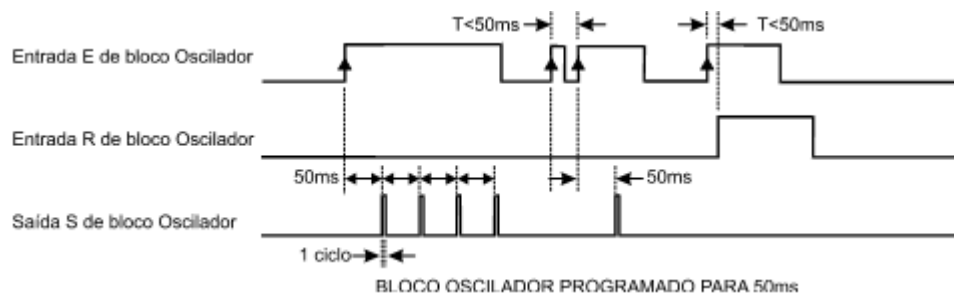 T<50ms T<50ms
Entrada E de bloco Oscilador
Entrada R de bloco Oscilador
50ms 50ms
Saída S de bloco Oscilador
1 ciclo
BLOCO OSCILADOR PROGRAMADO PARA 50ms